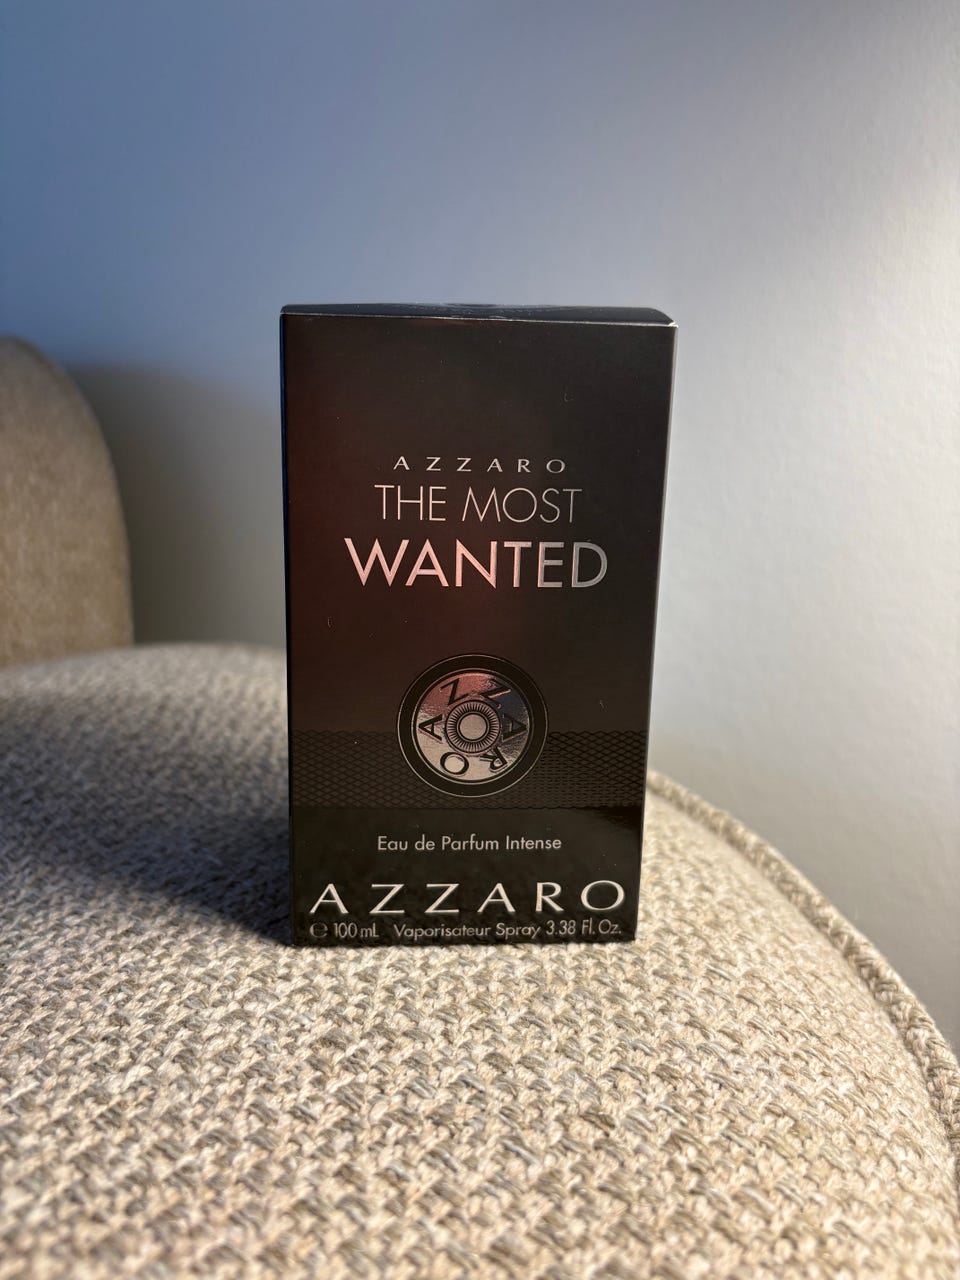 AZZARO
THE MOST
WANTED
AZZARO
Eau de Parfum Intense
AZZARO
℮ 100 mL Vaporisateur Spray 3.38 Fl. Oz.